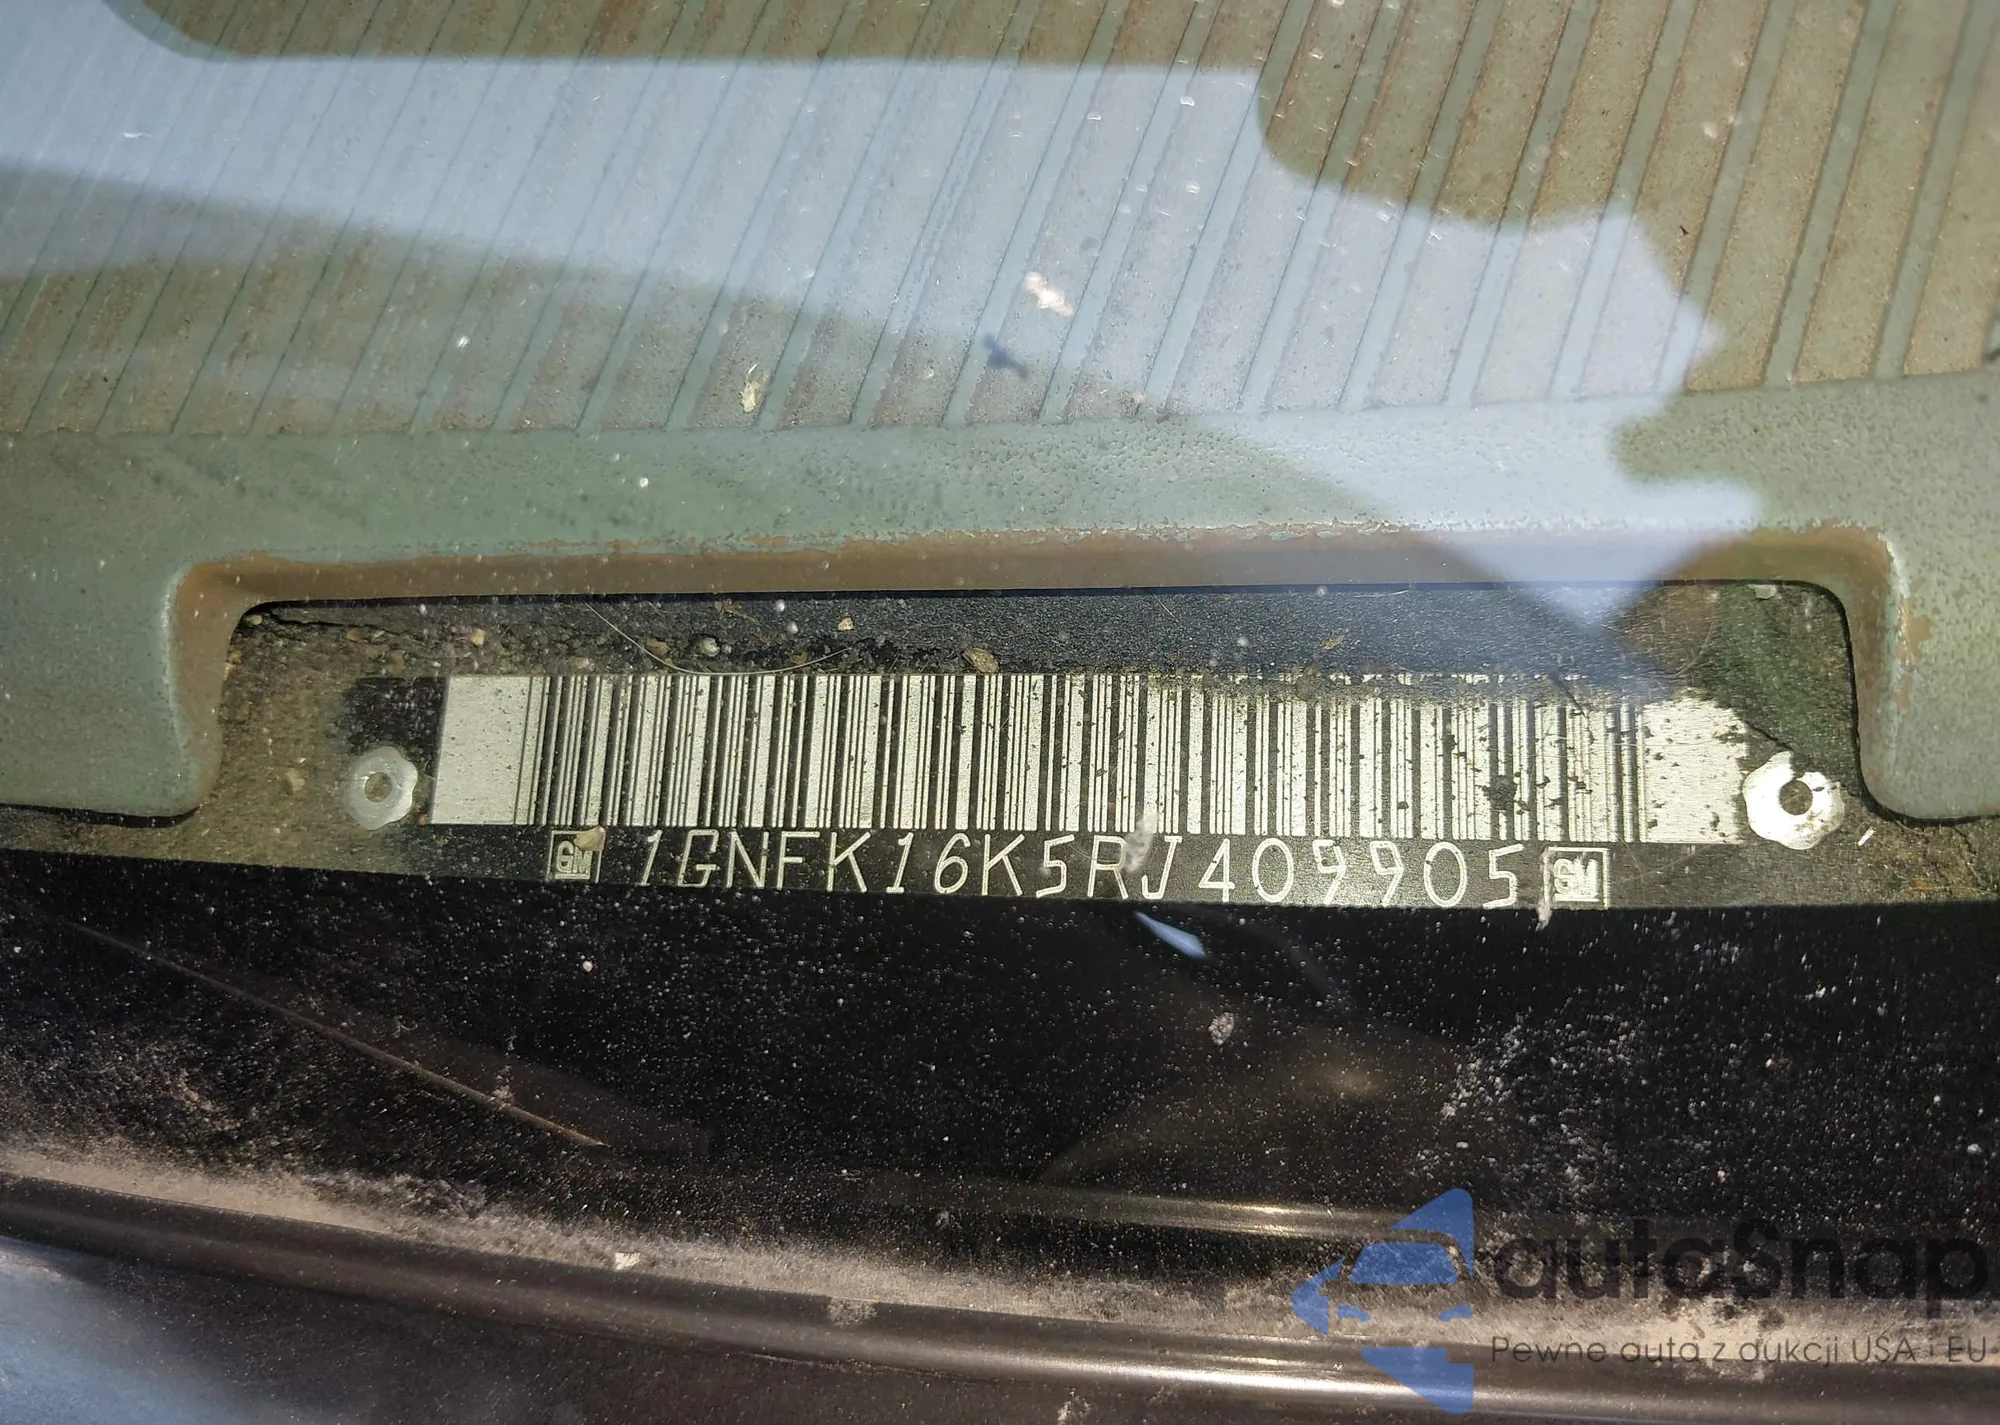 GM 1GNFK16K5RJ409905 GM
autoSnap
Pewne auta z aukcji USA i EU